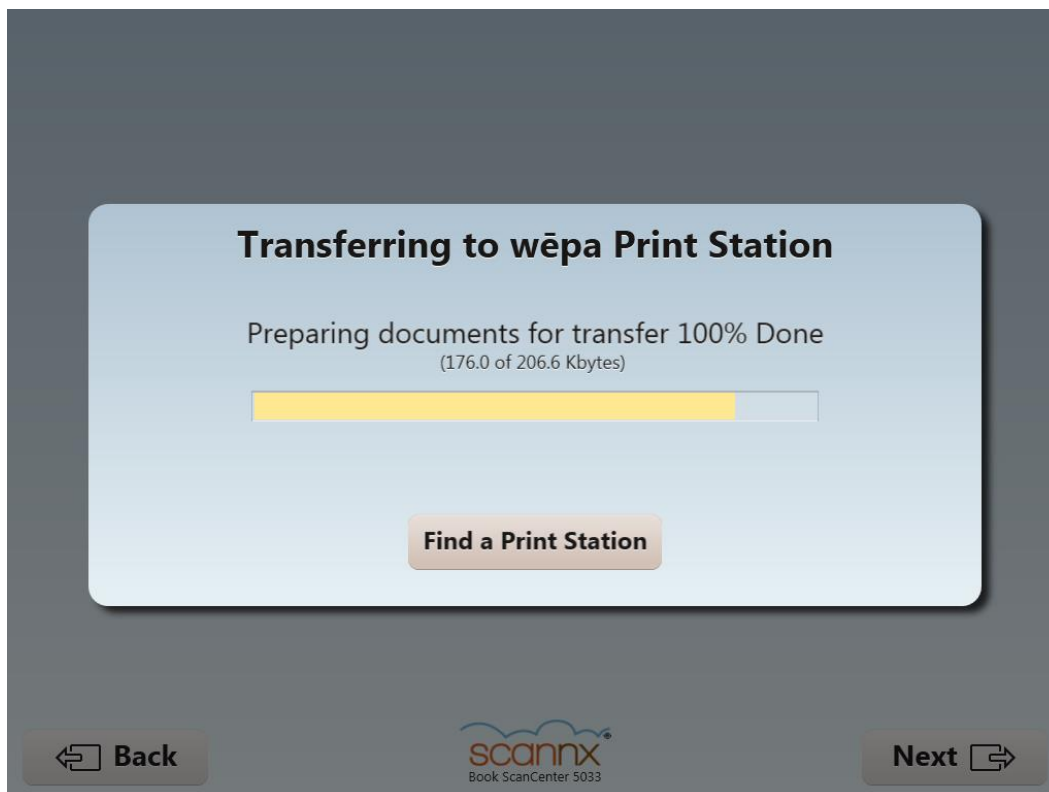 Transferring to wēpa Print Station
Preparing documents for transfer 100% Done
(176.0 of 206.6 Kbytes)
Find a Print Station
Back
scannx
Book ScanCenter 5033
Next